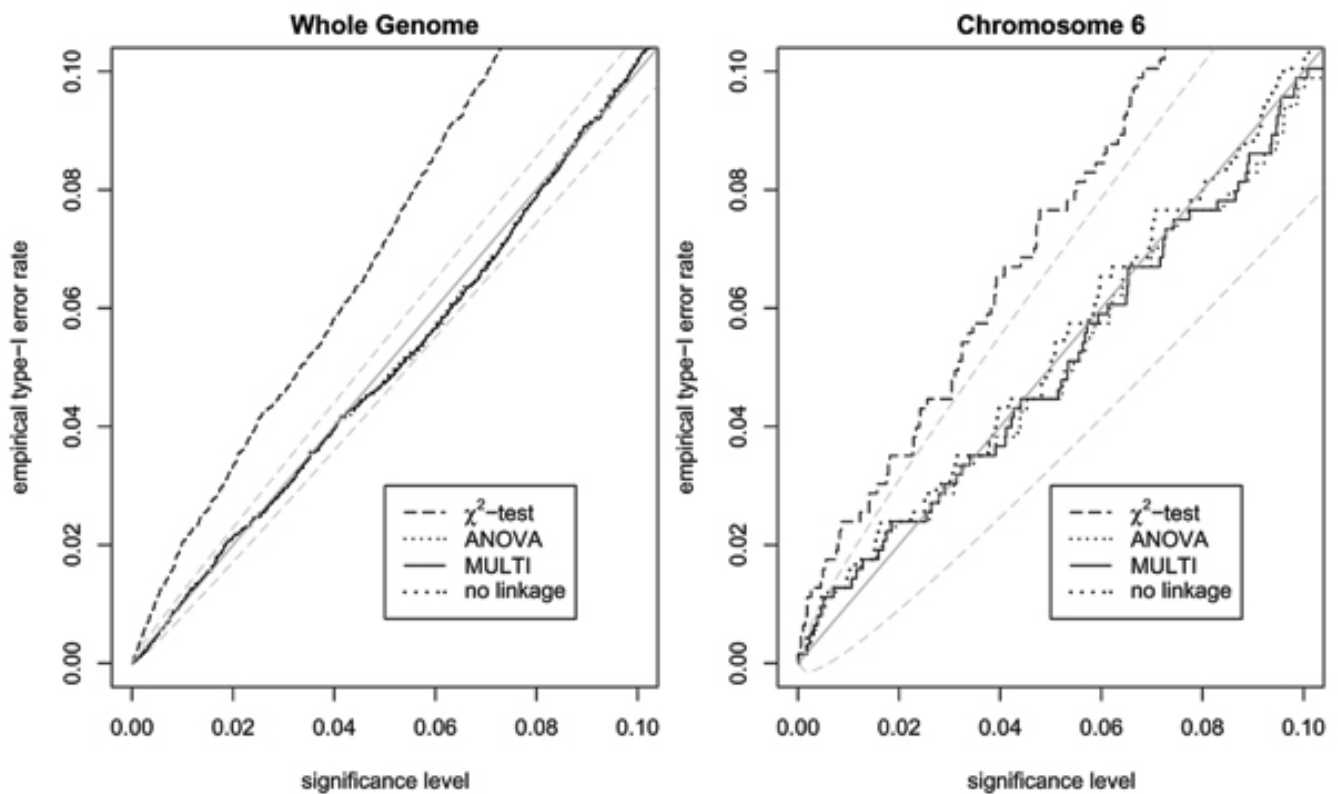 Whole Genome
empirical type-I error rate
0.00
0.02
0.04
0.06
0.08
0.10
χ²-test
ANOVA
MULTI
no linkage
0.00
0.02
0.04
0.06
0.08
0.10
significance level
Chromosome 6
empirical type-I error rate
0.00
0.02
0.04
0.06
0.08
0.10
χ²-test
ANOVA
MULTI
no linkage
0.00
0.02
0.04
0.06
0.08
0.10
significance level